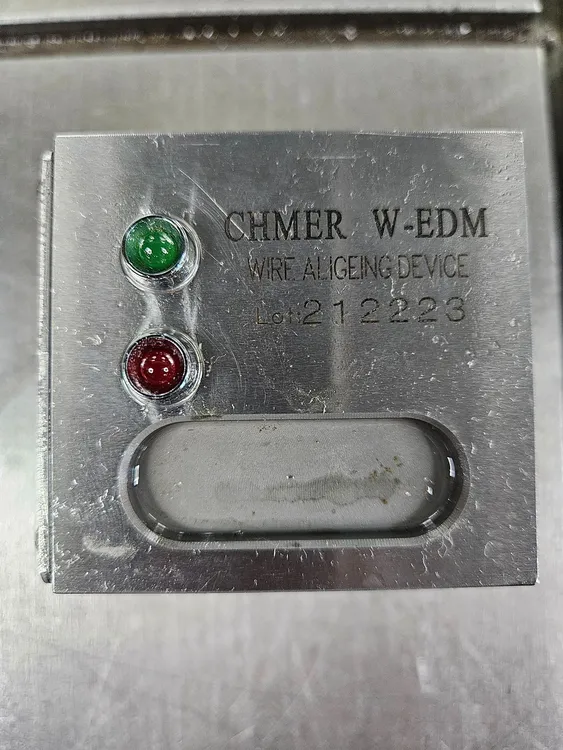 CHMER W-EDM
WIRE ALIGEING DEVICE
Lot:212223